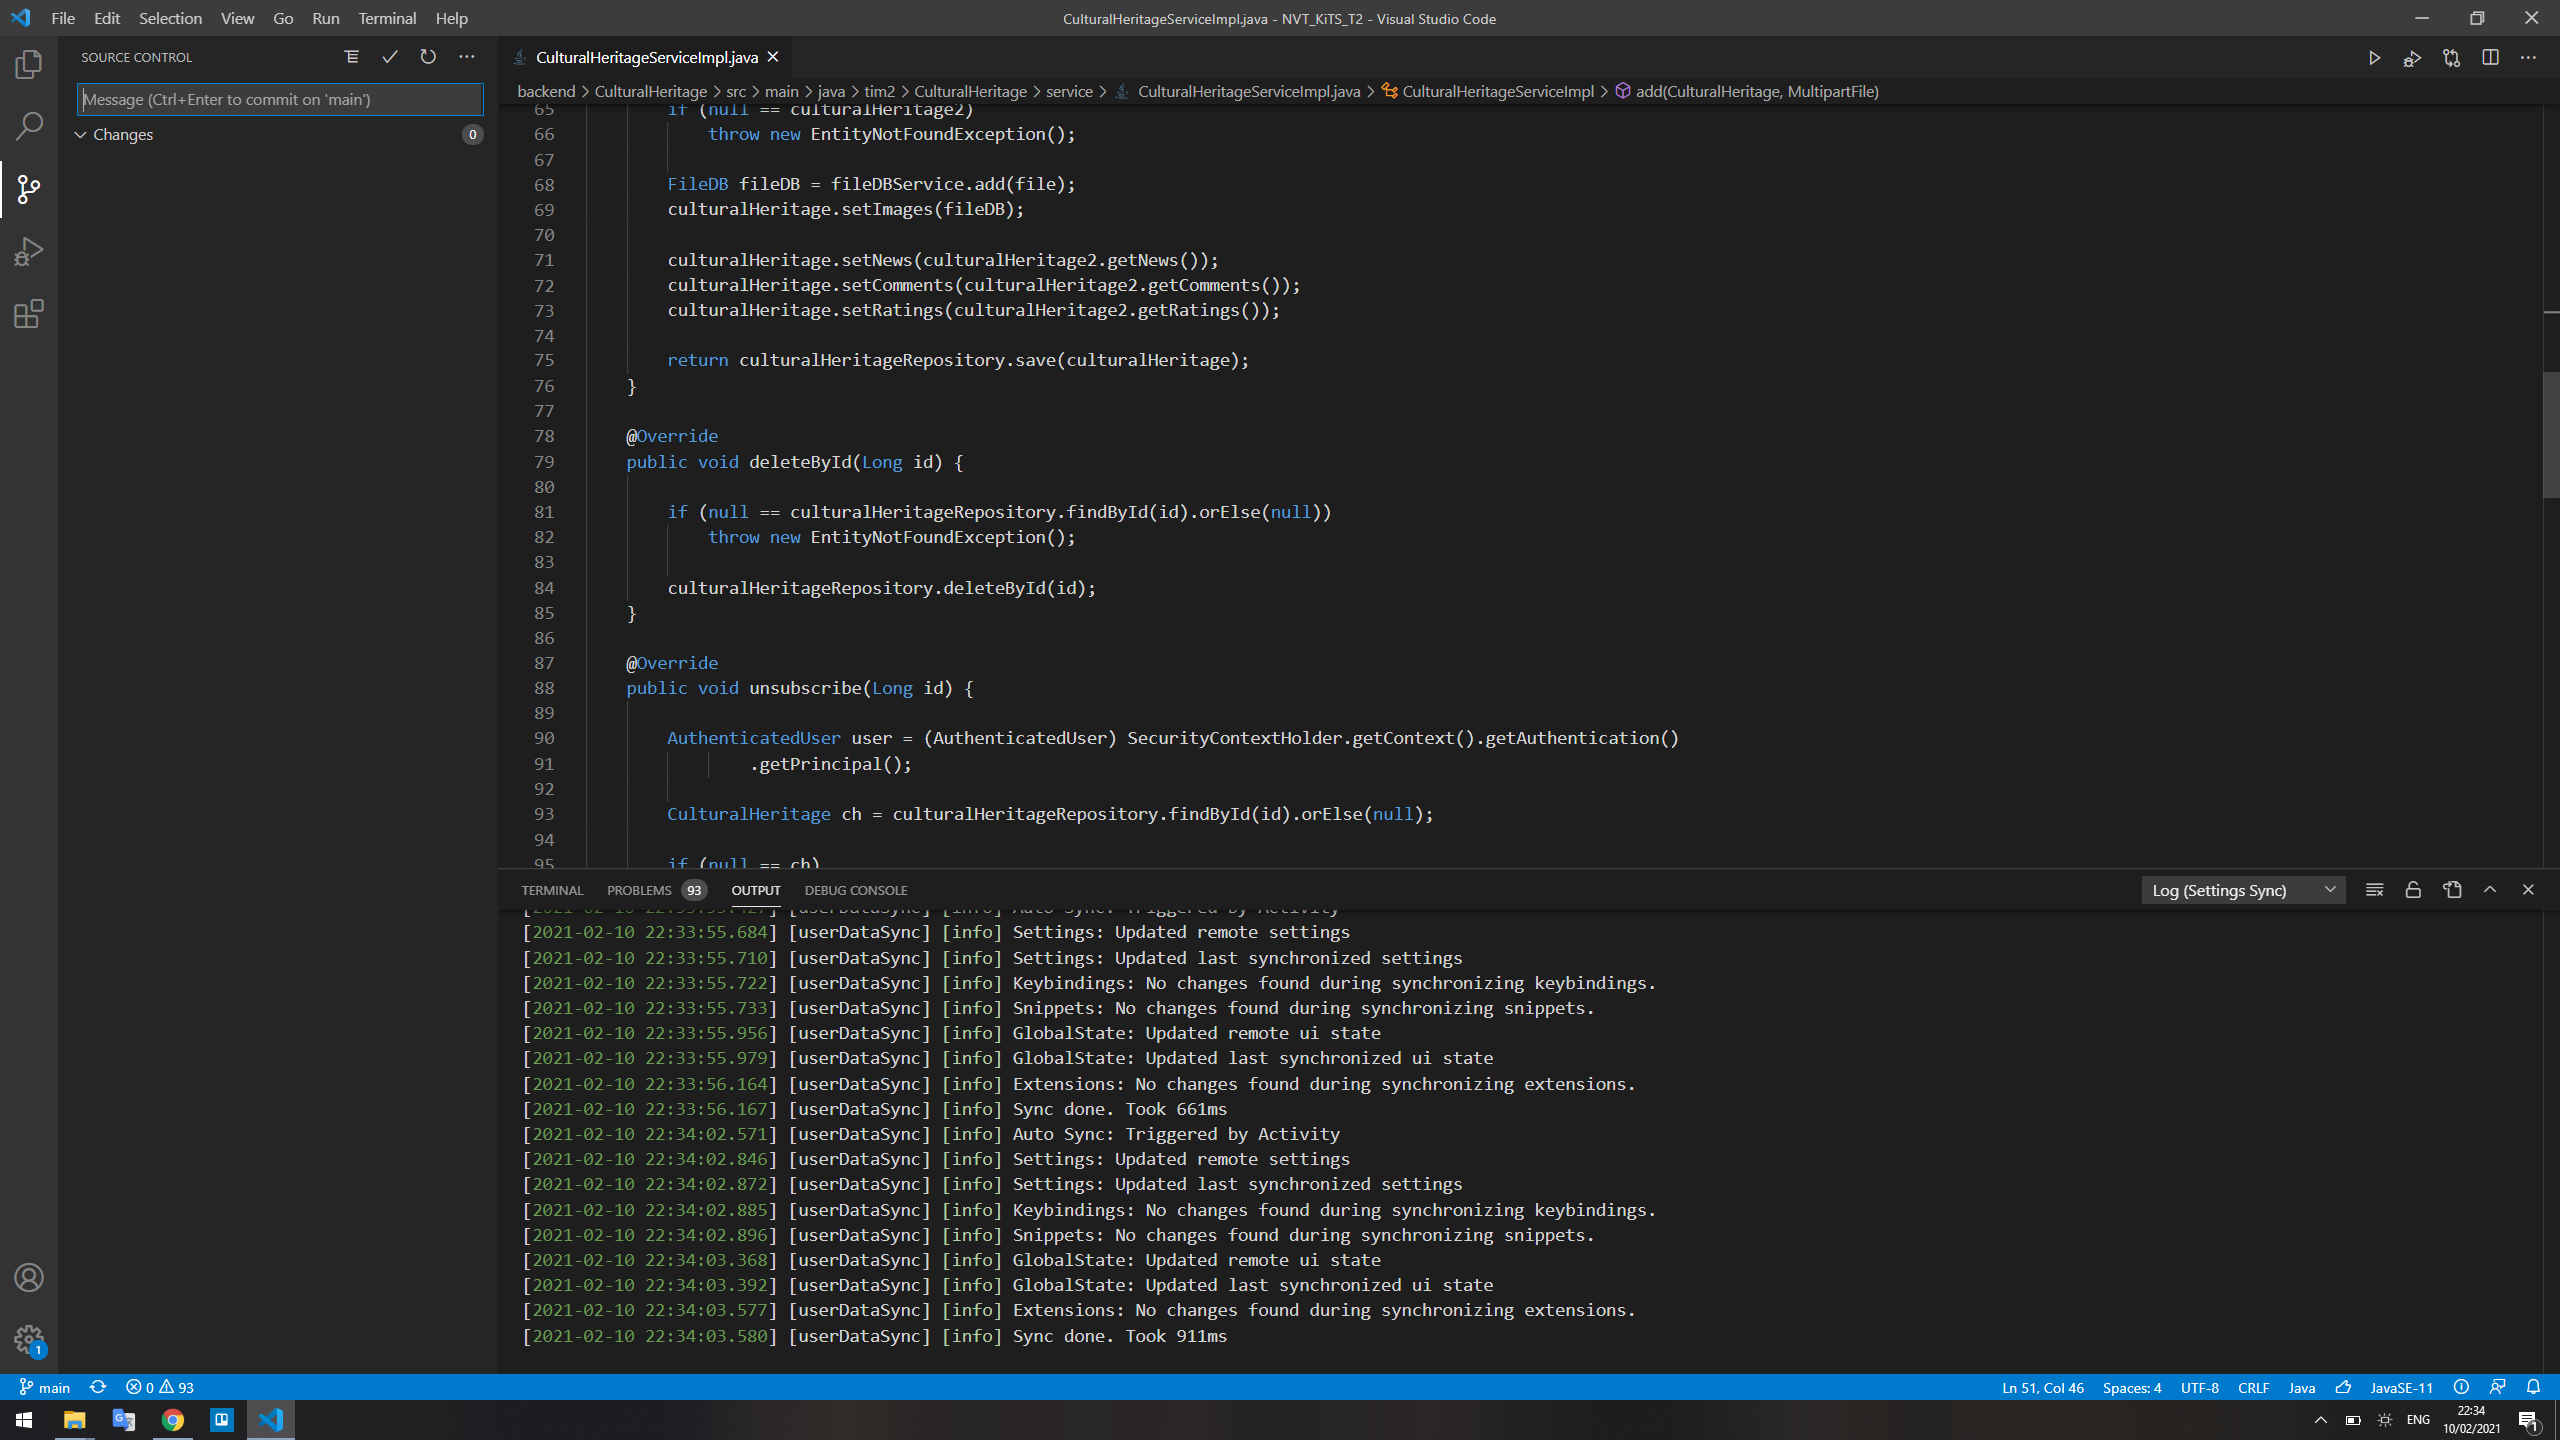 File Edit Selection View Go Run Terminal Help
CulturalHeritageServiceImpl.java - NVT_KiTS_T2 - Visual Studio Code
SOURCE CONTROL
Message (Ctrl+Enter to commit on 'main')
Changes 0
CulturalHeritageServiceImpl.java
backend > CulturalHeritage > src > main > java > tim2 > CulturalHeritage > service > CulturalHeritageServiceImpl.java > CulturalHeritageServiceImpl > add(CulturalHeritage, MultipartFile)
65 if (null == culturalHeritage2)
66 throw new EntityNotFoundException();
67
68 FileDB fileDB = fileDBService.add(file);
69 culturalHeritage.setImages(fileDB);
70
71 culturalHeritage.setNews(culturalHeritage2.getNews());
72 culturalHeritage.setComments(culturalHeritage2.getComments());
73 culturalHeritage.setRatings(culturalHeritage2.getRatings());
74
75 return culturalHeritageRepository.save(culturalHeritage);
76 }
77
78 @Override
79 public void deleteById(Long id) {
80
81 if (null == culturalHeritageRepository.findById(id).orElse(null))
82 throw new EntityNotFoundException();
83
84 culturalHeritageRepository.deleteById(id);
85 }
86
87 @Override
88 public void unsubscribe(Long id) {
89
90 AuthenticatedUser user = (AuthenticatedUser) SecurityContextHolder.getContext().getAuthentication()
91 .getPrincipal();
92
93 CulturalHeritage ch = culturalHeritageRepository.findById(id).orElse(null);
94
95 if (null == ch)
TERMINAL PROBLEMS 93 OUTPUT DEBUG CONSOLE Log (Settings Sync)
[userDataSync] [info] Auto Sync: Triggered by Activity
[2021-02-10 22:33:55.684] [userDataSync] [info] Settings: Updated remote settings
[2021-02-10 22:33:55.710] [userDataSync] [info] Settings: Updated last synchronized settings
[2021-02-10 22:33:55.722] [userDataSync] [info] Keybindings: No changes found during synchronizing keybindings.
[2021-02-10 22:33:55.733] [userDataSync] [info] Snippets: No changes found during synchronizing snippets.
[2021-02-10 22:33:55.956] [userDataSync] [info] GlobalState: Updated remote ui state
[2021-02-10 22:33:55.979] [userDataSync] [info] GlobalState: Updated last synchronized ui state
[2021-02-10 22:33:56.164] [userDataSync] [info] Extensions: No changes found during synchronizing extensions.
[2021-02-10 22:33:56.167] [userDataSync] [info] Sync done. Took 661ms
[2021-02-10 22:34:02.571] [userDataSync] [info] Auto Sync: Triggered by Activity
[2021-02-10 22:34:02.846] [userDataSync] [info] Settings: Updated remote settings
[2021-02-10 22:34:02.872] [userDataSync] [info] Settings: Updated last synchronized settings
[2021-02-10 22:34:02.885] [userDataSync] [info] Keybindings: No changes found during synchronizing keybindings.
[2021-02-10 22:34:02.896] [userDataSync] [info] Snippets: No changes found during synchronizing snippets.
[2021-02-10 22:34:03.368] [userDataSync] [info] GlobalState: Updated remote ui state
[2021-02-10 22:34:03.392] [userDataSync] [info] GlobalState: Updated last synchronized ui state
[2021-02-10 22:34:03.577] [userDataSync] [info] Extensions: No changes found during synchronizing extensions.
[2021-02-10 22:34:03.580] [userDataSync] [info] Sync done. Took 911ms
1
main 0 93 Ln 51, Col 46 Spaces: 4 UTF-8 CRLF Java JavaSE-11
ENG 22:34
10/02/2021 1